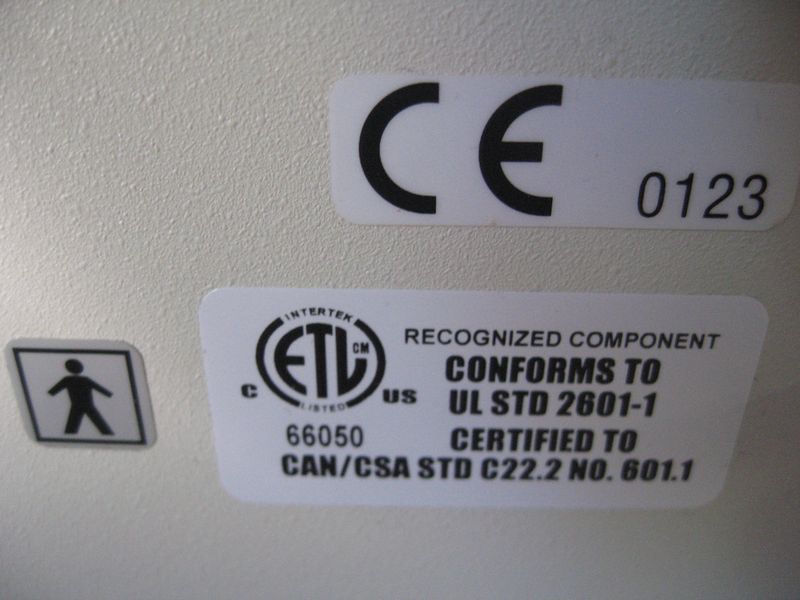 CE 0123
INTERTEK
ETL CM
LISTED
C US
66050
RECOGNIZED COMPONENT
CONFORMS TO
UL STD 2601-1
CERTIFIED TO
CAN/CSA STD C22.2 NO. 601.1